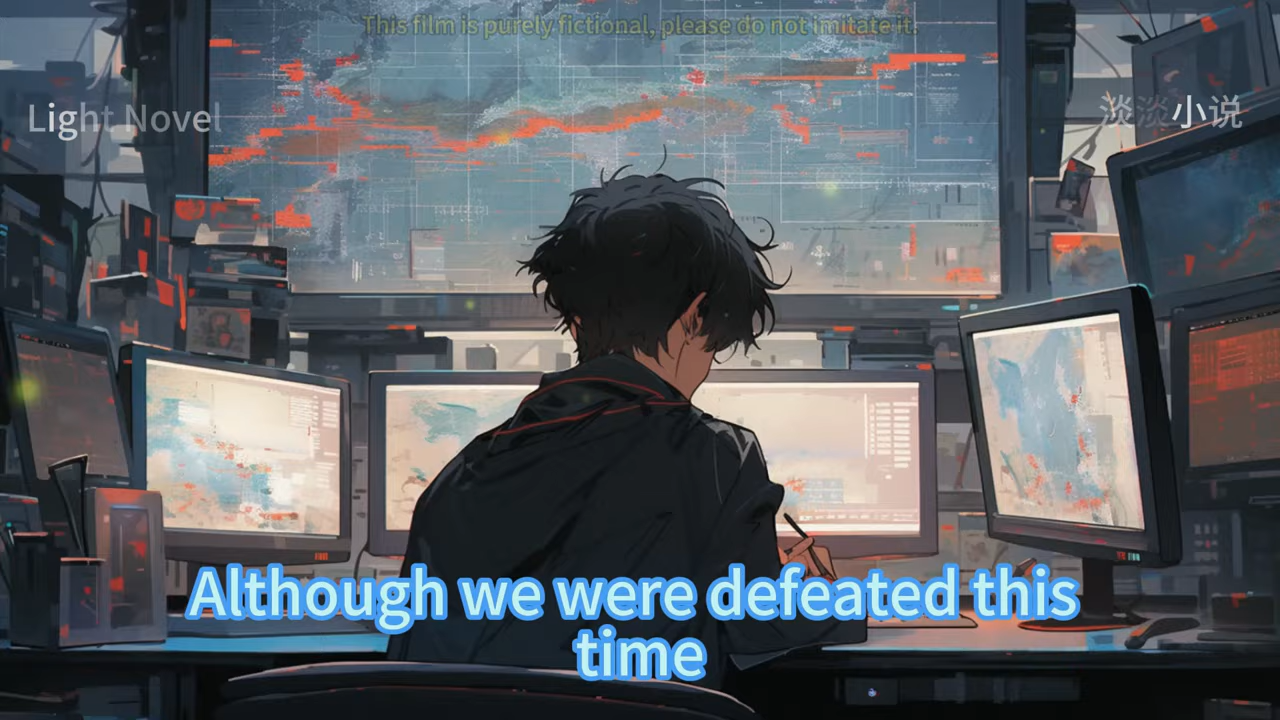 This film is purely fictional, please do not imitate it.
Light Novel
淡淡小说
Although we were defeated this
time